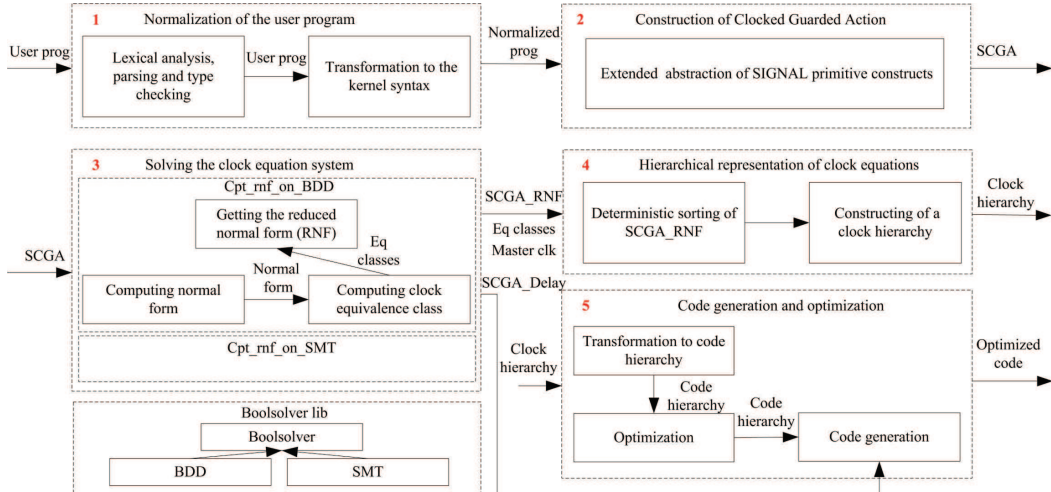 1 Normalization of the user program
User prog
Lexical analysis,
parsing and type
checking
User prog
Transformation to the
kernel syntax
Normalized
prog
2 Construction of Clocked Guarded Action
Extended abstraction of SIGNAL primitive constructs
SCGA
3 Solving the clock equation system
Cpt_rnf_on_BDD
Getting the reduced
normal form (RNF)
Eq
classes
SCGA
Normal
form
Computing normal
form
Computing clock
equivalence class
Cpt_rnf_on_SMT
SCGA_RNF
Eq classes
Master clk
SCGA_Delay
4 Hierarchical representation of clock equations
Deterministic sorting of
SCGA_RNF
Constructing of a
clock hierarchy
Clock
hierarchy
5 Code generation and optimization
Clock
hierarchy
Transformation to code
hierarchy
Code
hierarchy
Optimization
Code
hierarchy
Code generation
Optimized
code
Boolsolver lib
Boolsolver
BDD
SMT